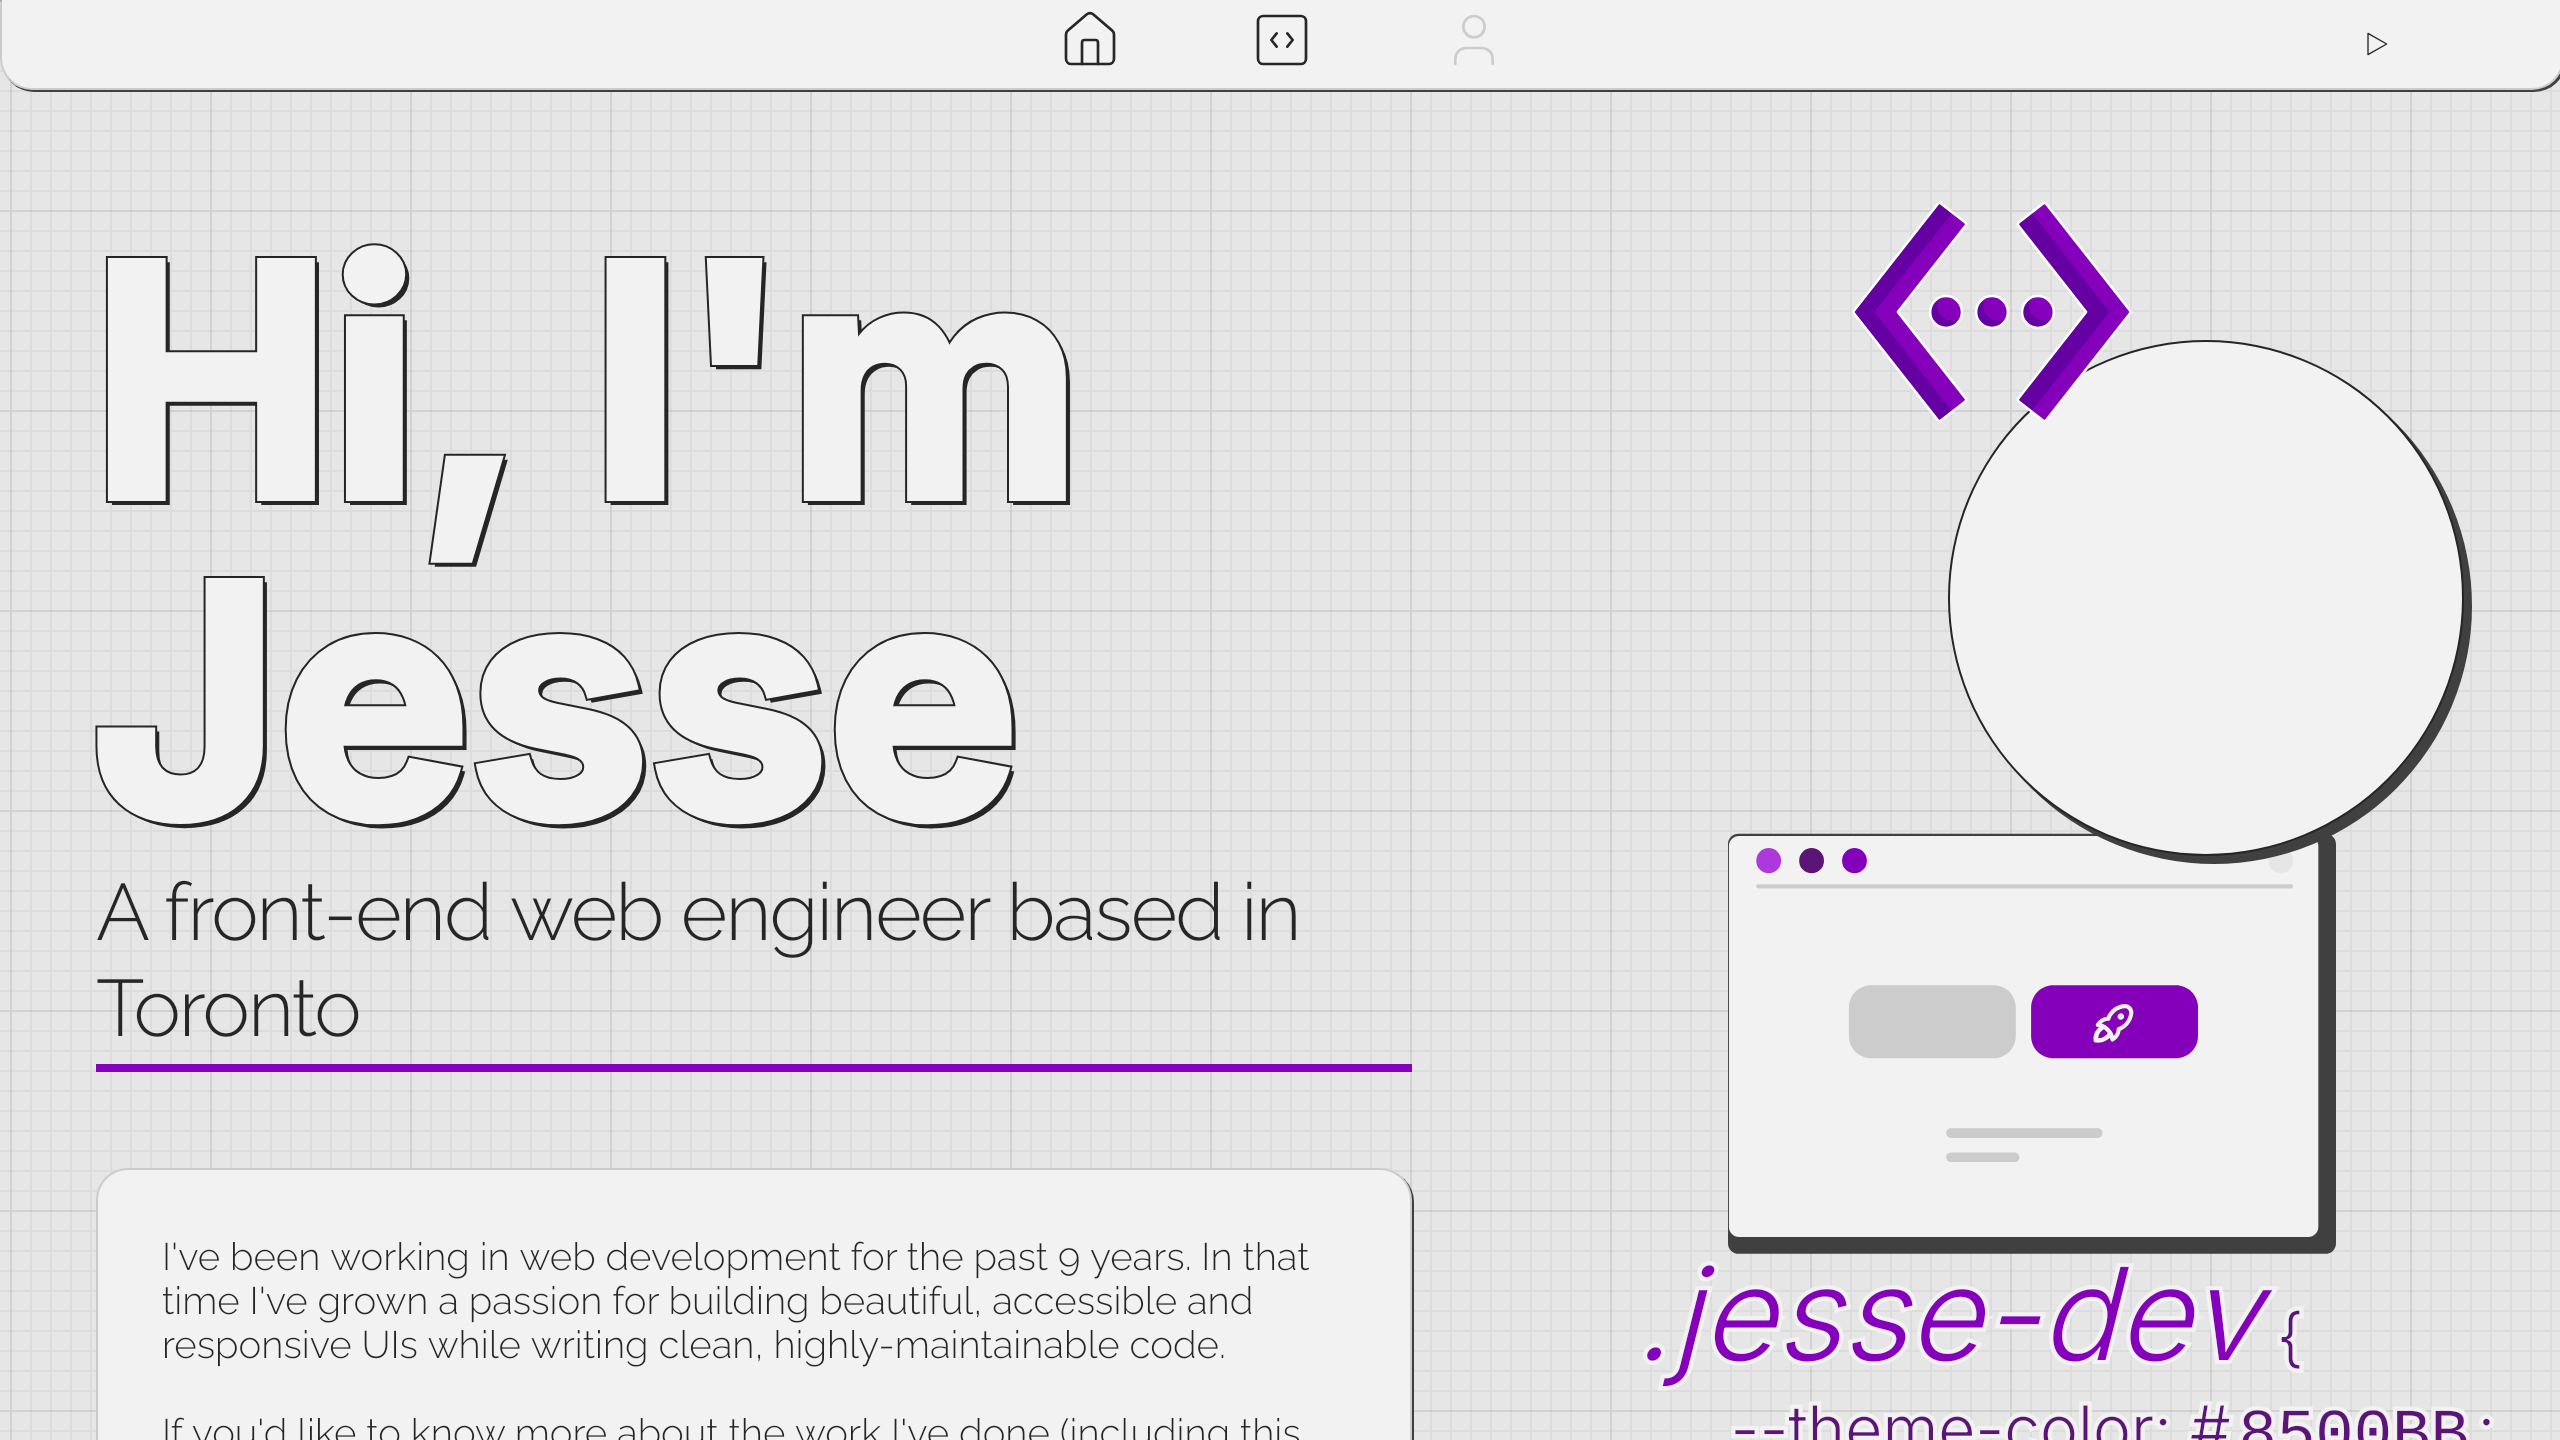 Hi, I'm
Jesse
A front-end web engineer based in
Toronto
I've been working in web development for the past 9 years. In that
time I've grown a passion for building beautiful, accessible and
responsive UIs while writing clean, highly-maintainable code.
If you'd like to know more about the work I've done (including this
.jesse-dev {
--theme-color: #8500BB;